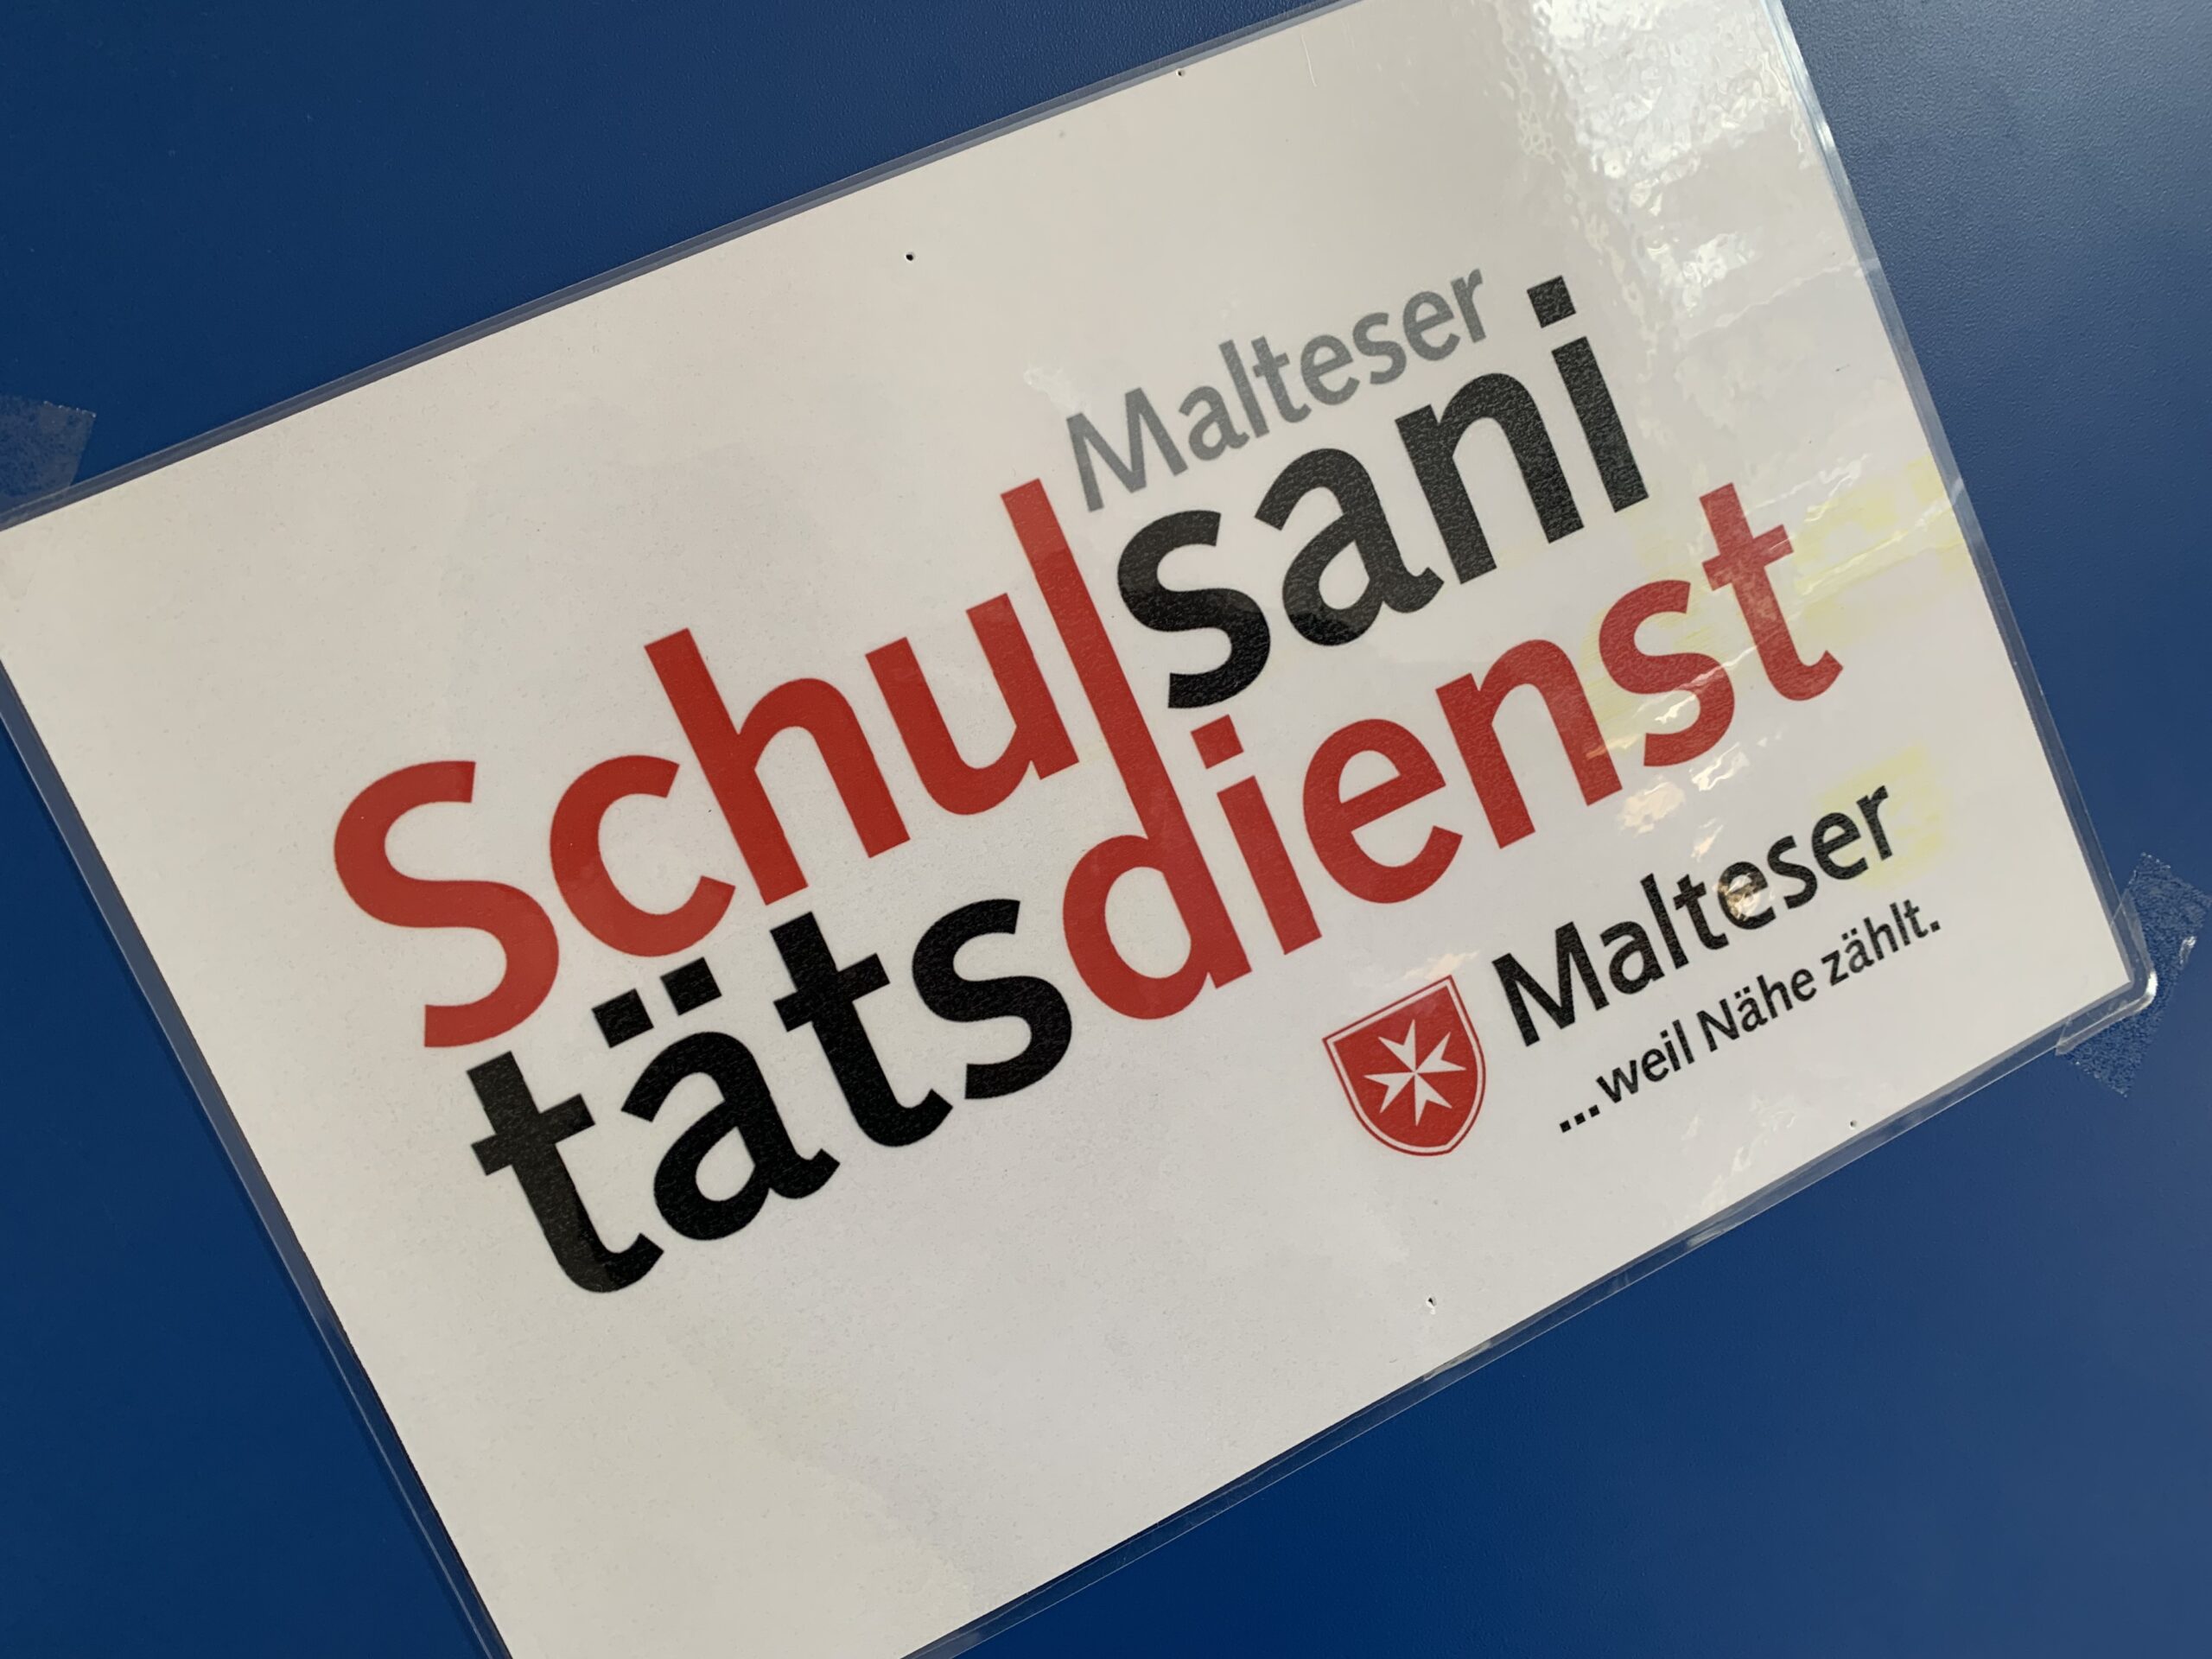 Malteser
Schulsani
tätsdienst
Malteser
...weil Nähe zählt.